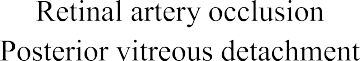 Retinal artery occlusion
Posterior vitreous detachment